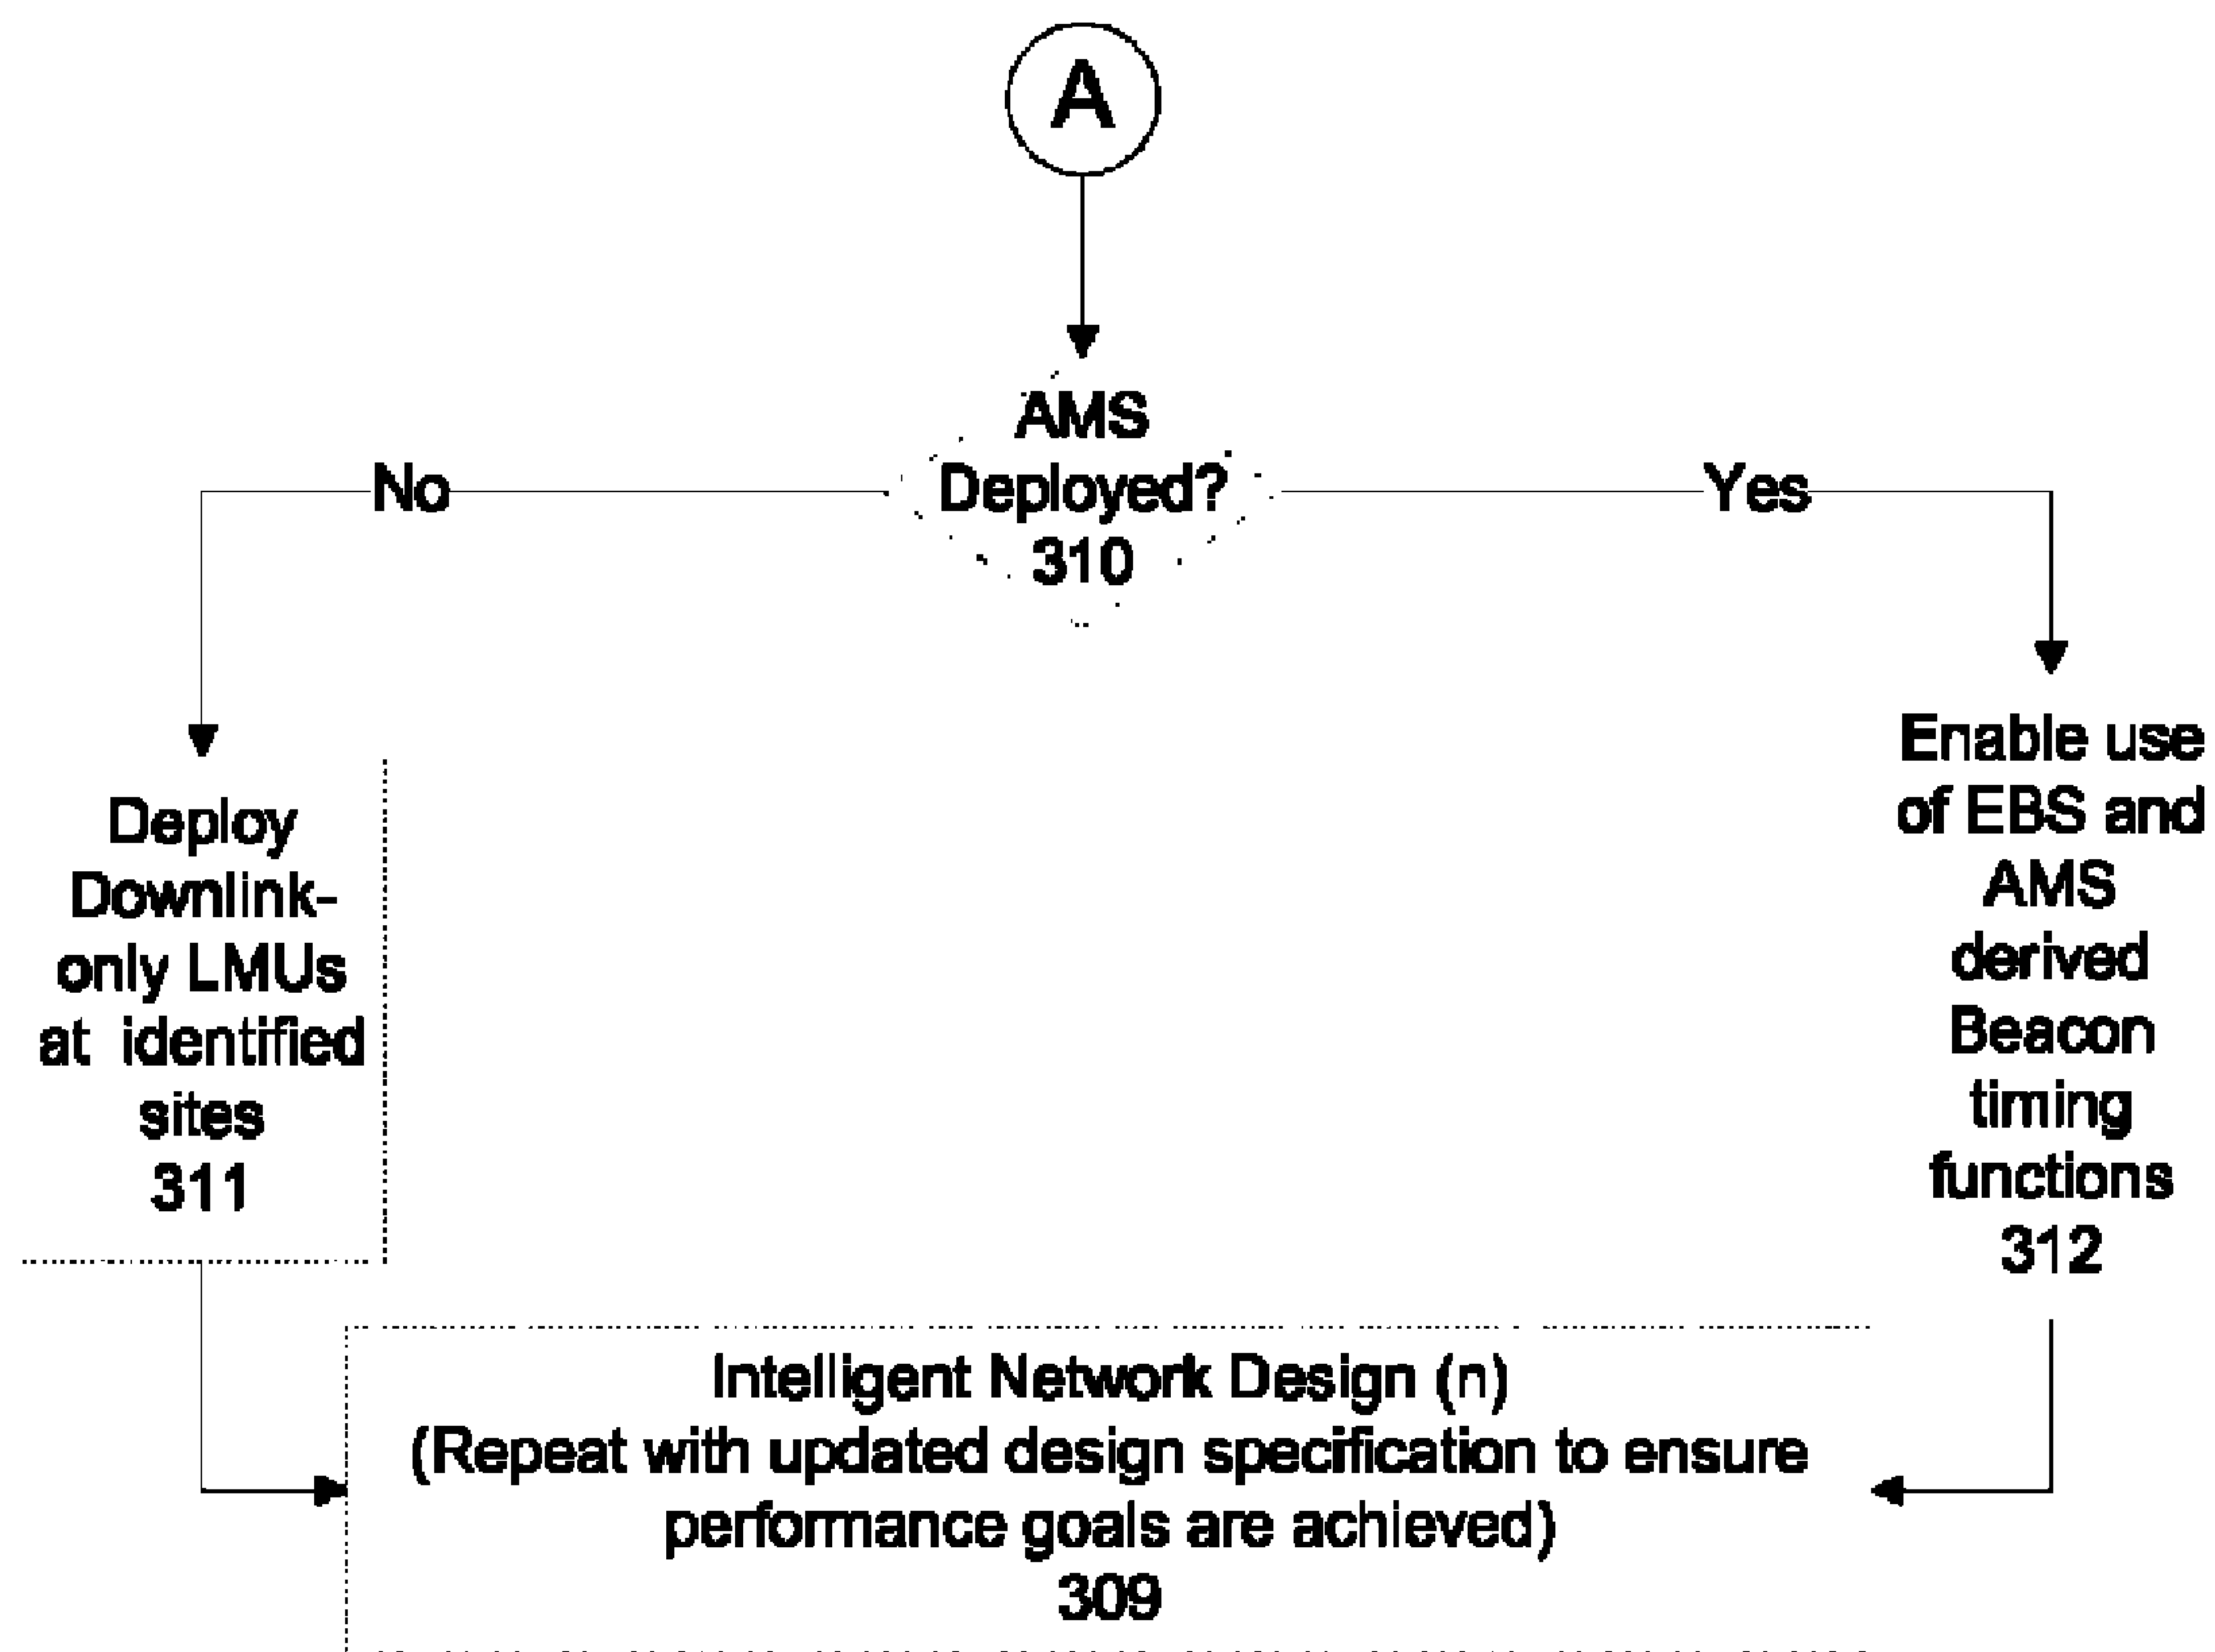 A
AMS
Deployed?
310
No
Yes
Deploy
Downlink-
only LMUs
at identified
sites
311
Enable use
of EBS and
AMS
derived
Beacon
timing
functions
312
Intelligent Network Design (n)
(Repeat with updated design specification to ensure
performance goals are achieved)
309